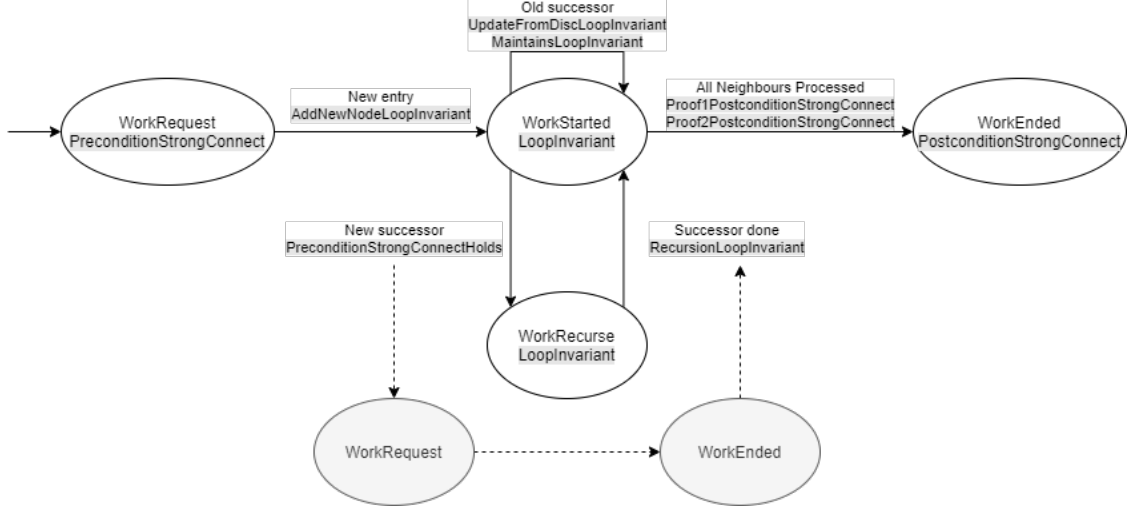 Old successor
UpdateFromDiscLoopInvariant
MaintainsLoopInvariant
WorkRequest
PreconditionStrongConnect
New entry
AddNewNodeLoopInvariant
WorkStarted
LoopInvariant
All Neighbours Processed
Proof1PostconditionStrongConnect
Proof2PostconditionStrongConnect
WorkEnded
PostconditionStrongConnect
New successor
PreconditionStrongConnectHolds
Successor done
RecursionLoopInvariant
WorkRecurse
LoopInvariant
WorkRequest
WorkEnded